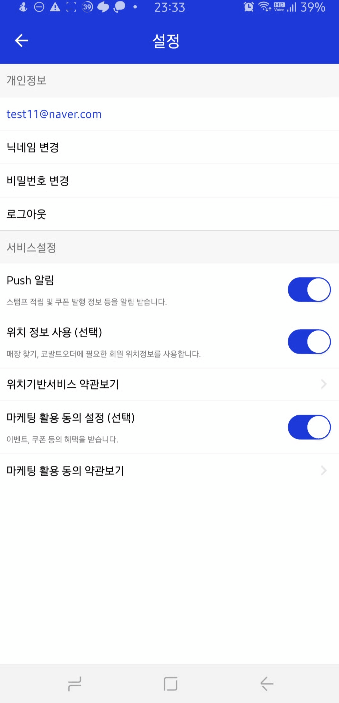 23:33
39%
설정
개인정보
test11@naver.com
닉네임 변경
비밀번호 변경
로그아웃
서비스설정
Push 알림
스탬프 적립 및 쿠폰 발행 정보 등을 알림 받습니다.
위치 정보 사용 (선택)
매장 찾기, 코발트오더에 필요한 회원 위치정보를 사용합니다.
위치기반서비스 약관보기
마케팅 활용 동의 설정 (선택)
이벤트, 쿠폰 등의 혜택을 받습니다.
마케팅 활용 동의 약관보기